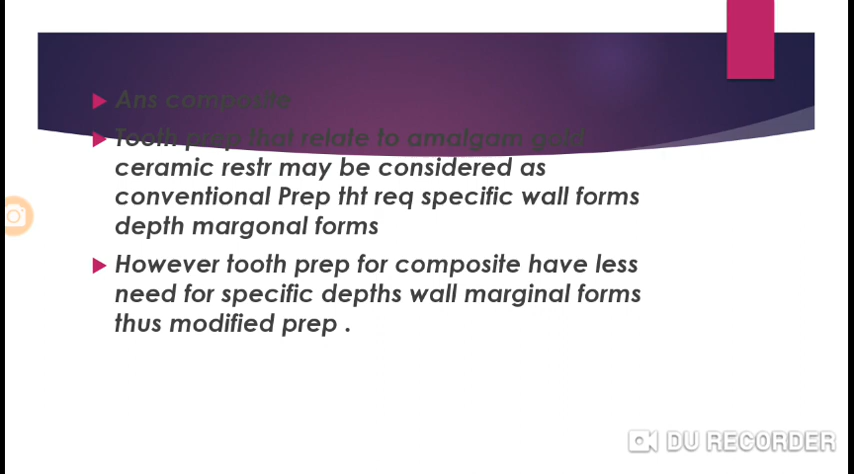 Ans composite
Tooth prep that relate to amalgam gold
ceramic restr may be considered as
conventional Prep tht req specific wall forms
depth margonal forms
However tooth prep for composite have less
need for specific depths wall marginal forms
thus modified prep .
DU RECORDER